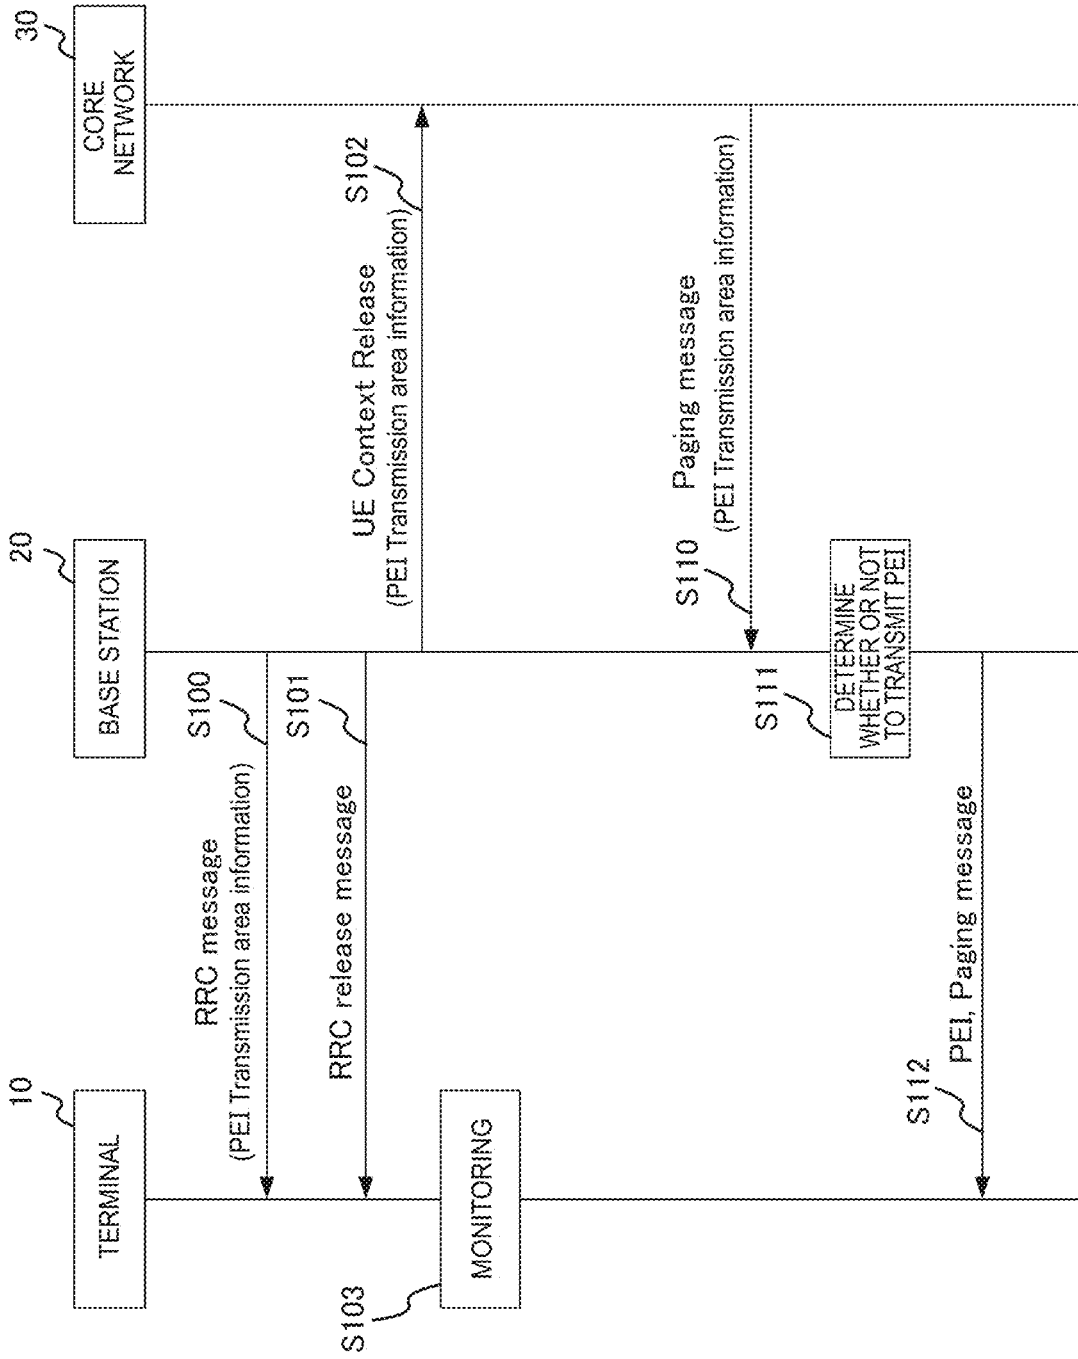 10
TERMINAL
20
BASE STATION
30
CORE
NETWORK
RRC message
(PEI Transmission area information)
S100
RRC release message
S101
UE Context Release
(PEI Transmission area information)
S102
S103
MONITORING
S110
Paging message
(PEI Transmission area information)
S111
DETERMINE
WHETHER OR NOT
TO TRANSMIT PEI
S112
PEI, Paging message